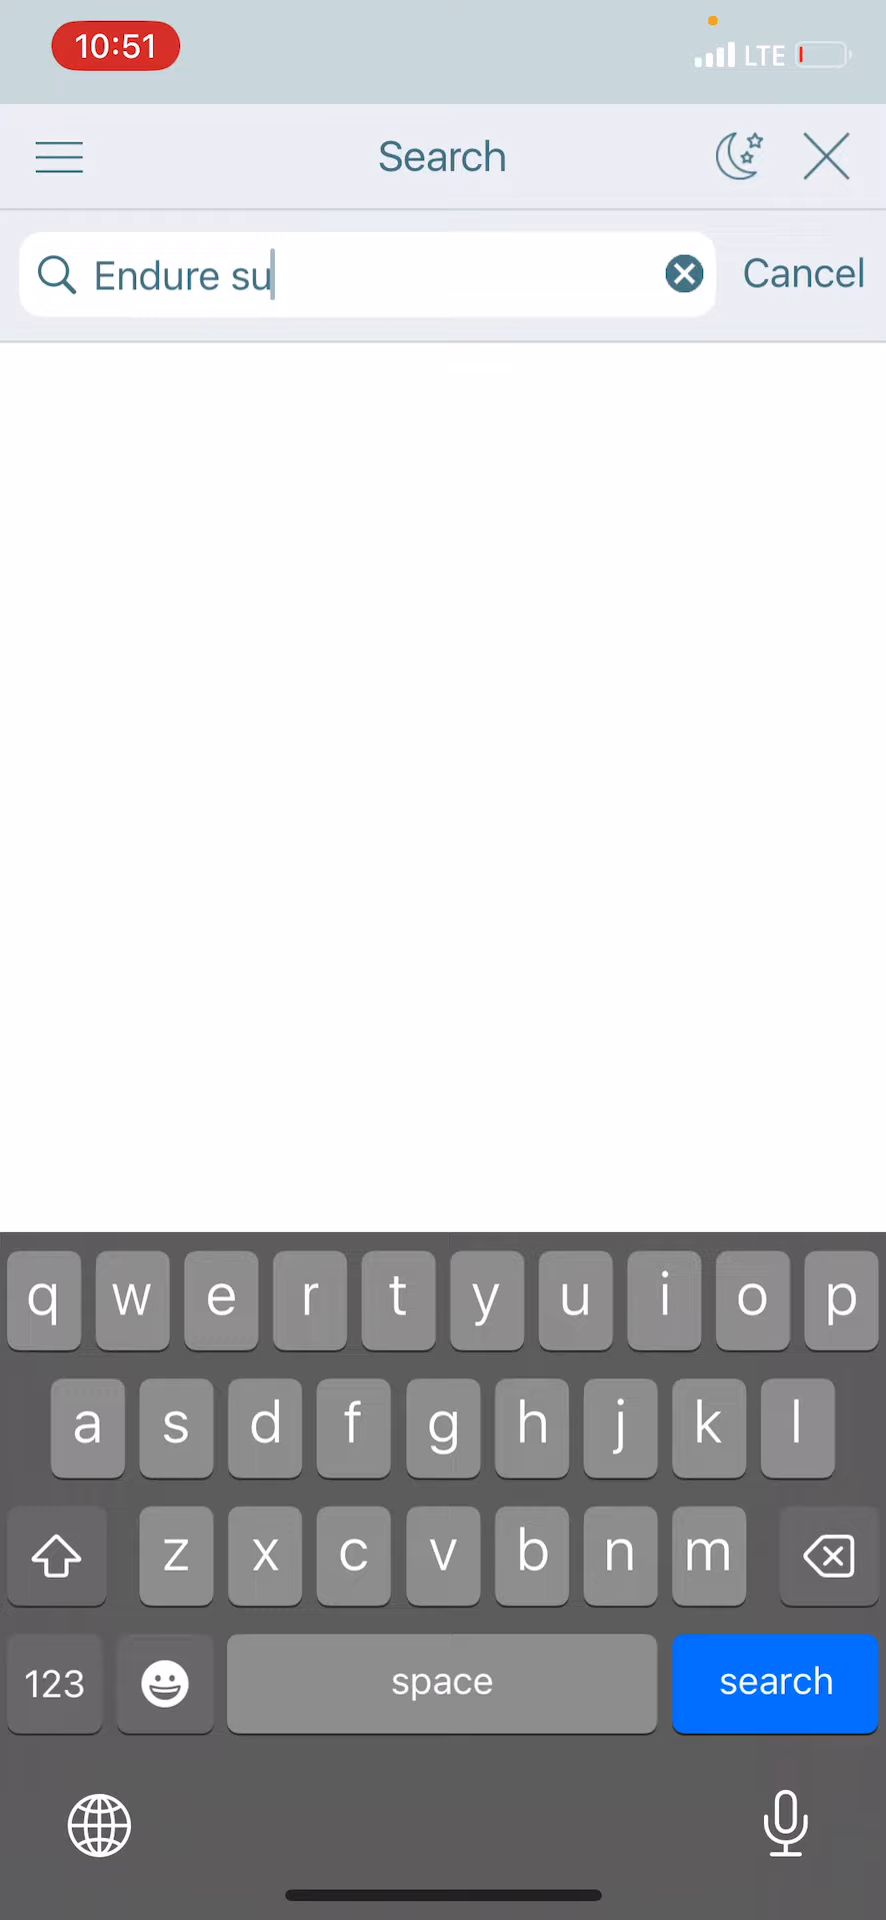 10:51 LTE
Search
Endure su Cancel
q w e r t y u i o p
a s d f g h j k l
z x c v b n m
123 space search